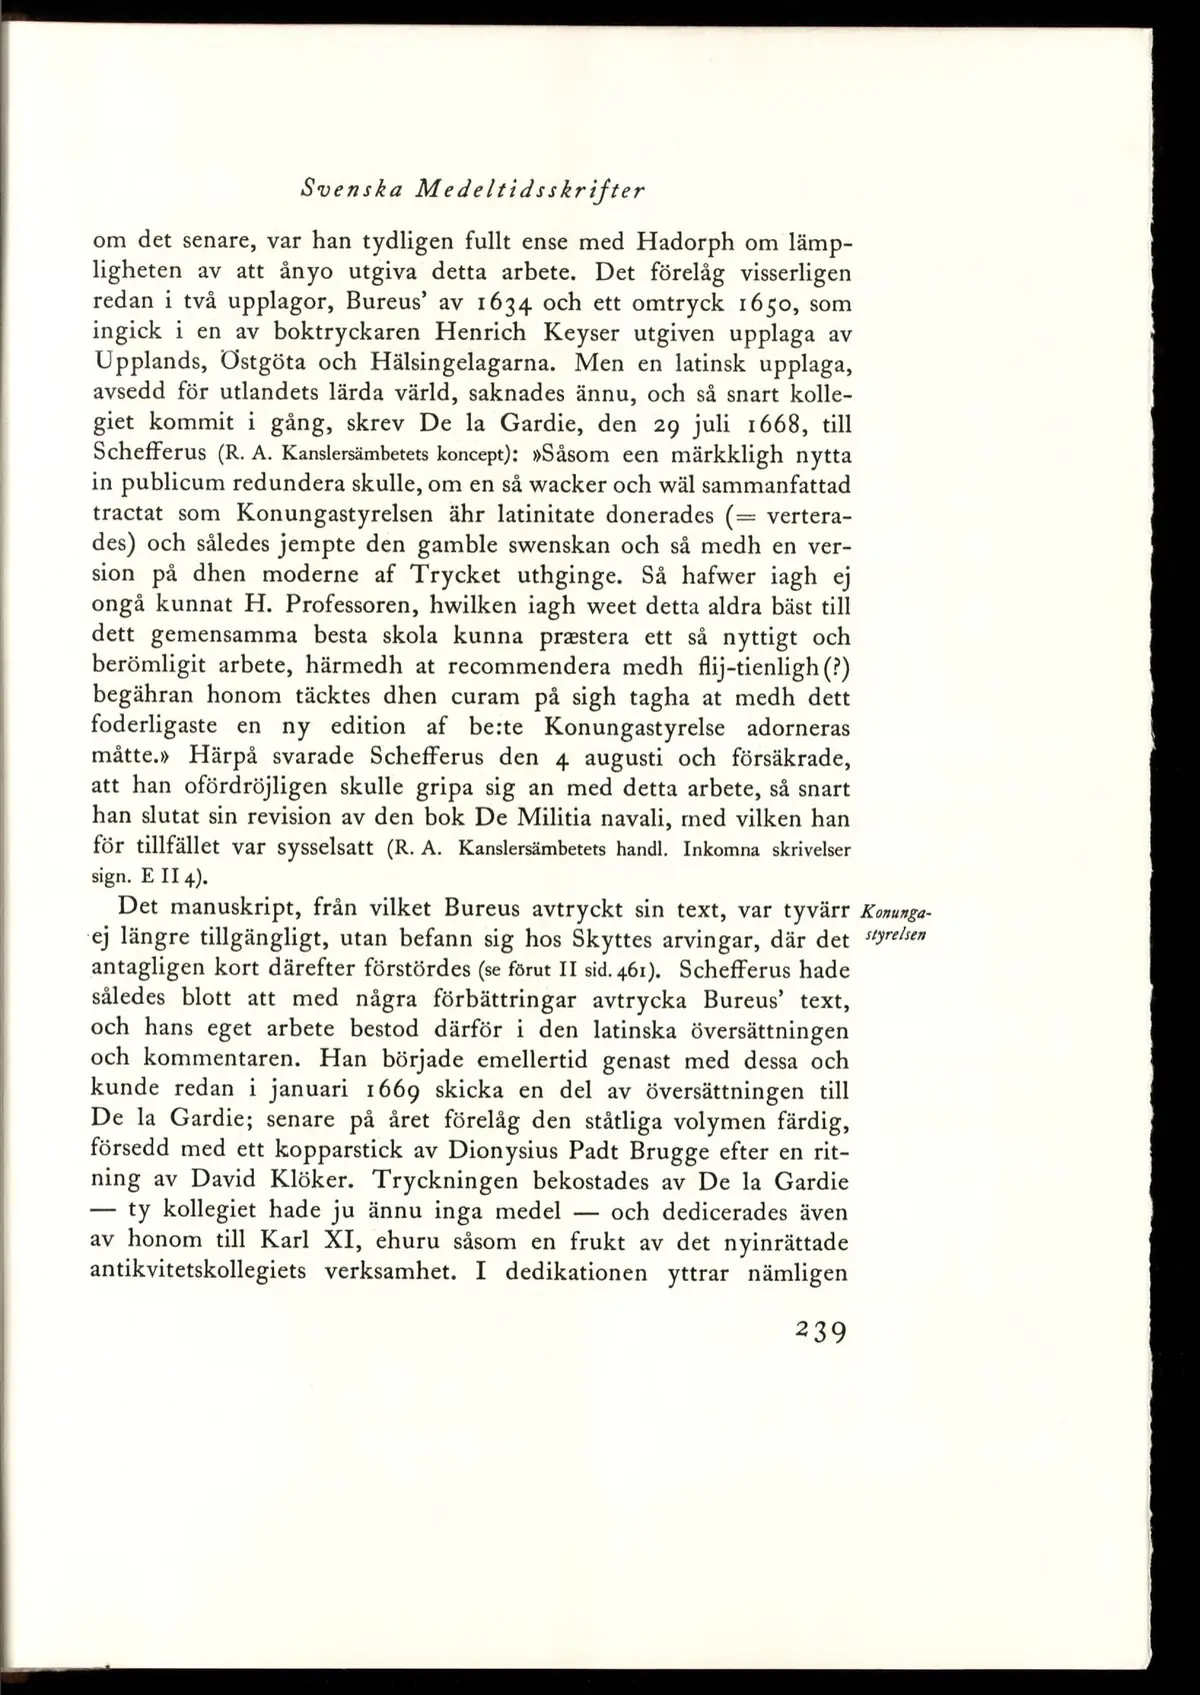 Svenska Medeltidsskrifter
om det senare, var han tydligen fullt ense med Hadorph om lämp-
ligheten av att ånyo utgiva detta arbete. Det förelåg visserligen
redan i två upplagor, Bureus’ av 1634 och ett omtryck 1650, som
ingick i en av boktryckaren Henrich Keyser utgiven upplaga av
Upplands, Östgöta och Hälsingelagarna. Men en latinsk upplaga,
avsedd för utlandets lärda värld, saknades ännu, och så snart kolle-
giet kommit i gång, skrev De la Gardie, den 29 juli 1668, till
Schefferus (R. A. Kanslersämbetets koncept): »Såsom een märkkligh nytta
in publicum redundera skulle, om en så wacker och wäl sammanfattad
tractat som Konungastyrelsen ähr latinitate donerades (= vertera-
des) och således jempte den gamble swenskan och så medh en ver-
sion på dhen moderne af Trycket uthginge. Så hafwer iagh ej
ongå kunnat H. Professoren, hwilken iagh weet detta aldra bäst till
dett gemensamma besta skola kunna præstera ett så nyttigt och
berömligit arbete, härmedh at recommendera medh flij-tienligh(?)
begähran honom täcktes dhen curam på sigh tagha at medh dett
foderligaste en ny edition af be:te Konungastyrelse adorneras
måtte.» Härpå svarade Schefferus den 4 augusti och försäkrade,
att han ofördröjligen skulle gripa sig an med detta arbete, så snart
han slutat sin revision av den bok De Militia navali, med vilken han
för tillfället var sysselsatt (R. A. Kanslersämbetets handl. Inkomna skrivelser
sign. E II 4).
Det manuskript, från vilket Bureus avtryckt sin text, var tyvärr
Konunga-
styrelsen
ej längre tillgängligt, utan befann sig hos Skyttes arvingar, där det
antagligen kort därefter förstördes (se förut II sid. 461). Schefferus hade
således blott att med några förbättringar avtrycka Bureus’ text,
och hans eget arbete bestod därför i den latinska översättningen
och kommentaren. Han började emellertid genast med dessa och
kunde redan i januari 1669 skicka en del av översättningen till
De la Gardie; senare på året förelåg den ståtliga volymen färdig,
försedd med ett kopparstick av Dionysius Padt Brugge efter en rit-
ning av David Klöker. Tryckningen bekostades av De la Gardie
— ty kollegiet hade ju ännu inga medel — och dedicerades även
av honom till Karl XI, ehuru såsom en frukt av det nyinrättade
antikvitetskollegiets verksamhet. I dedikationen yttrar nämligen
239